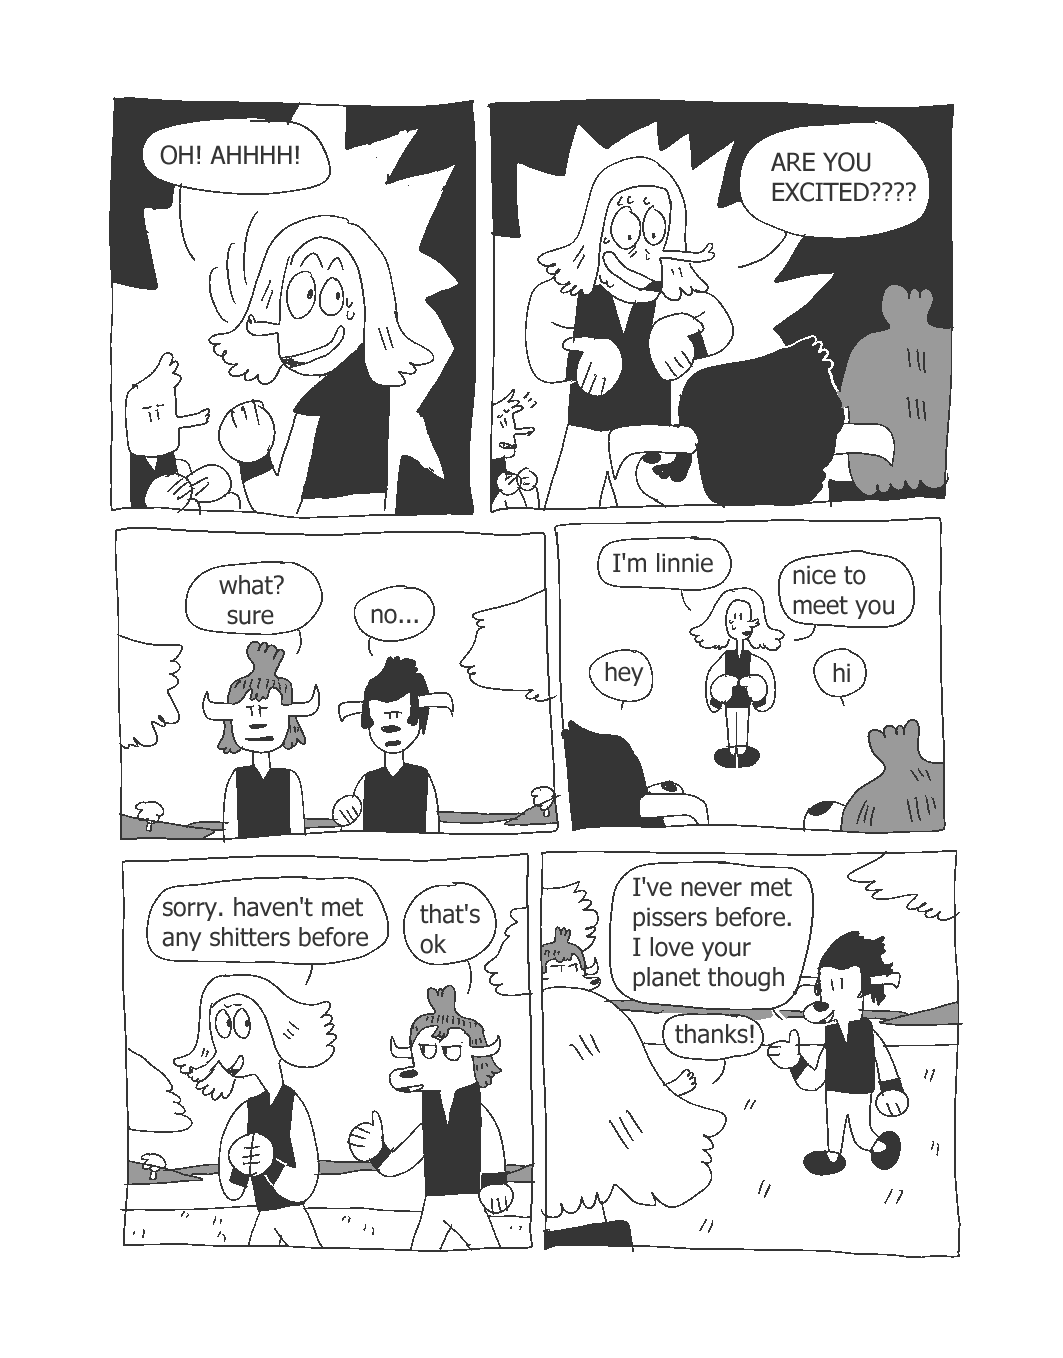 OH! AHHHH!
ARE YOU
EXCITED????
what?
sure
no...
I'm linnie
nice to
meet you
hey
hi
sorry. haven't met
any shitters before
that's
ok
I've never met
pissers before.
I love your
planet though
thanks!